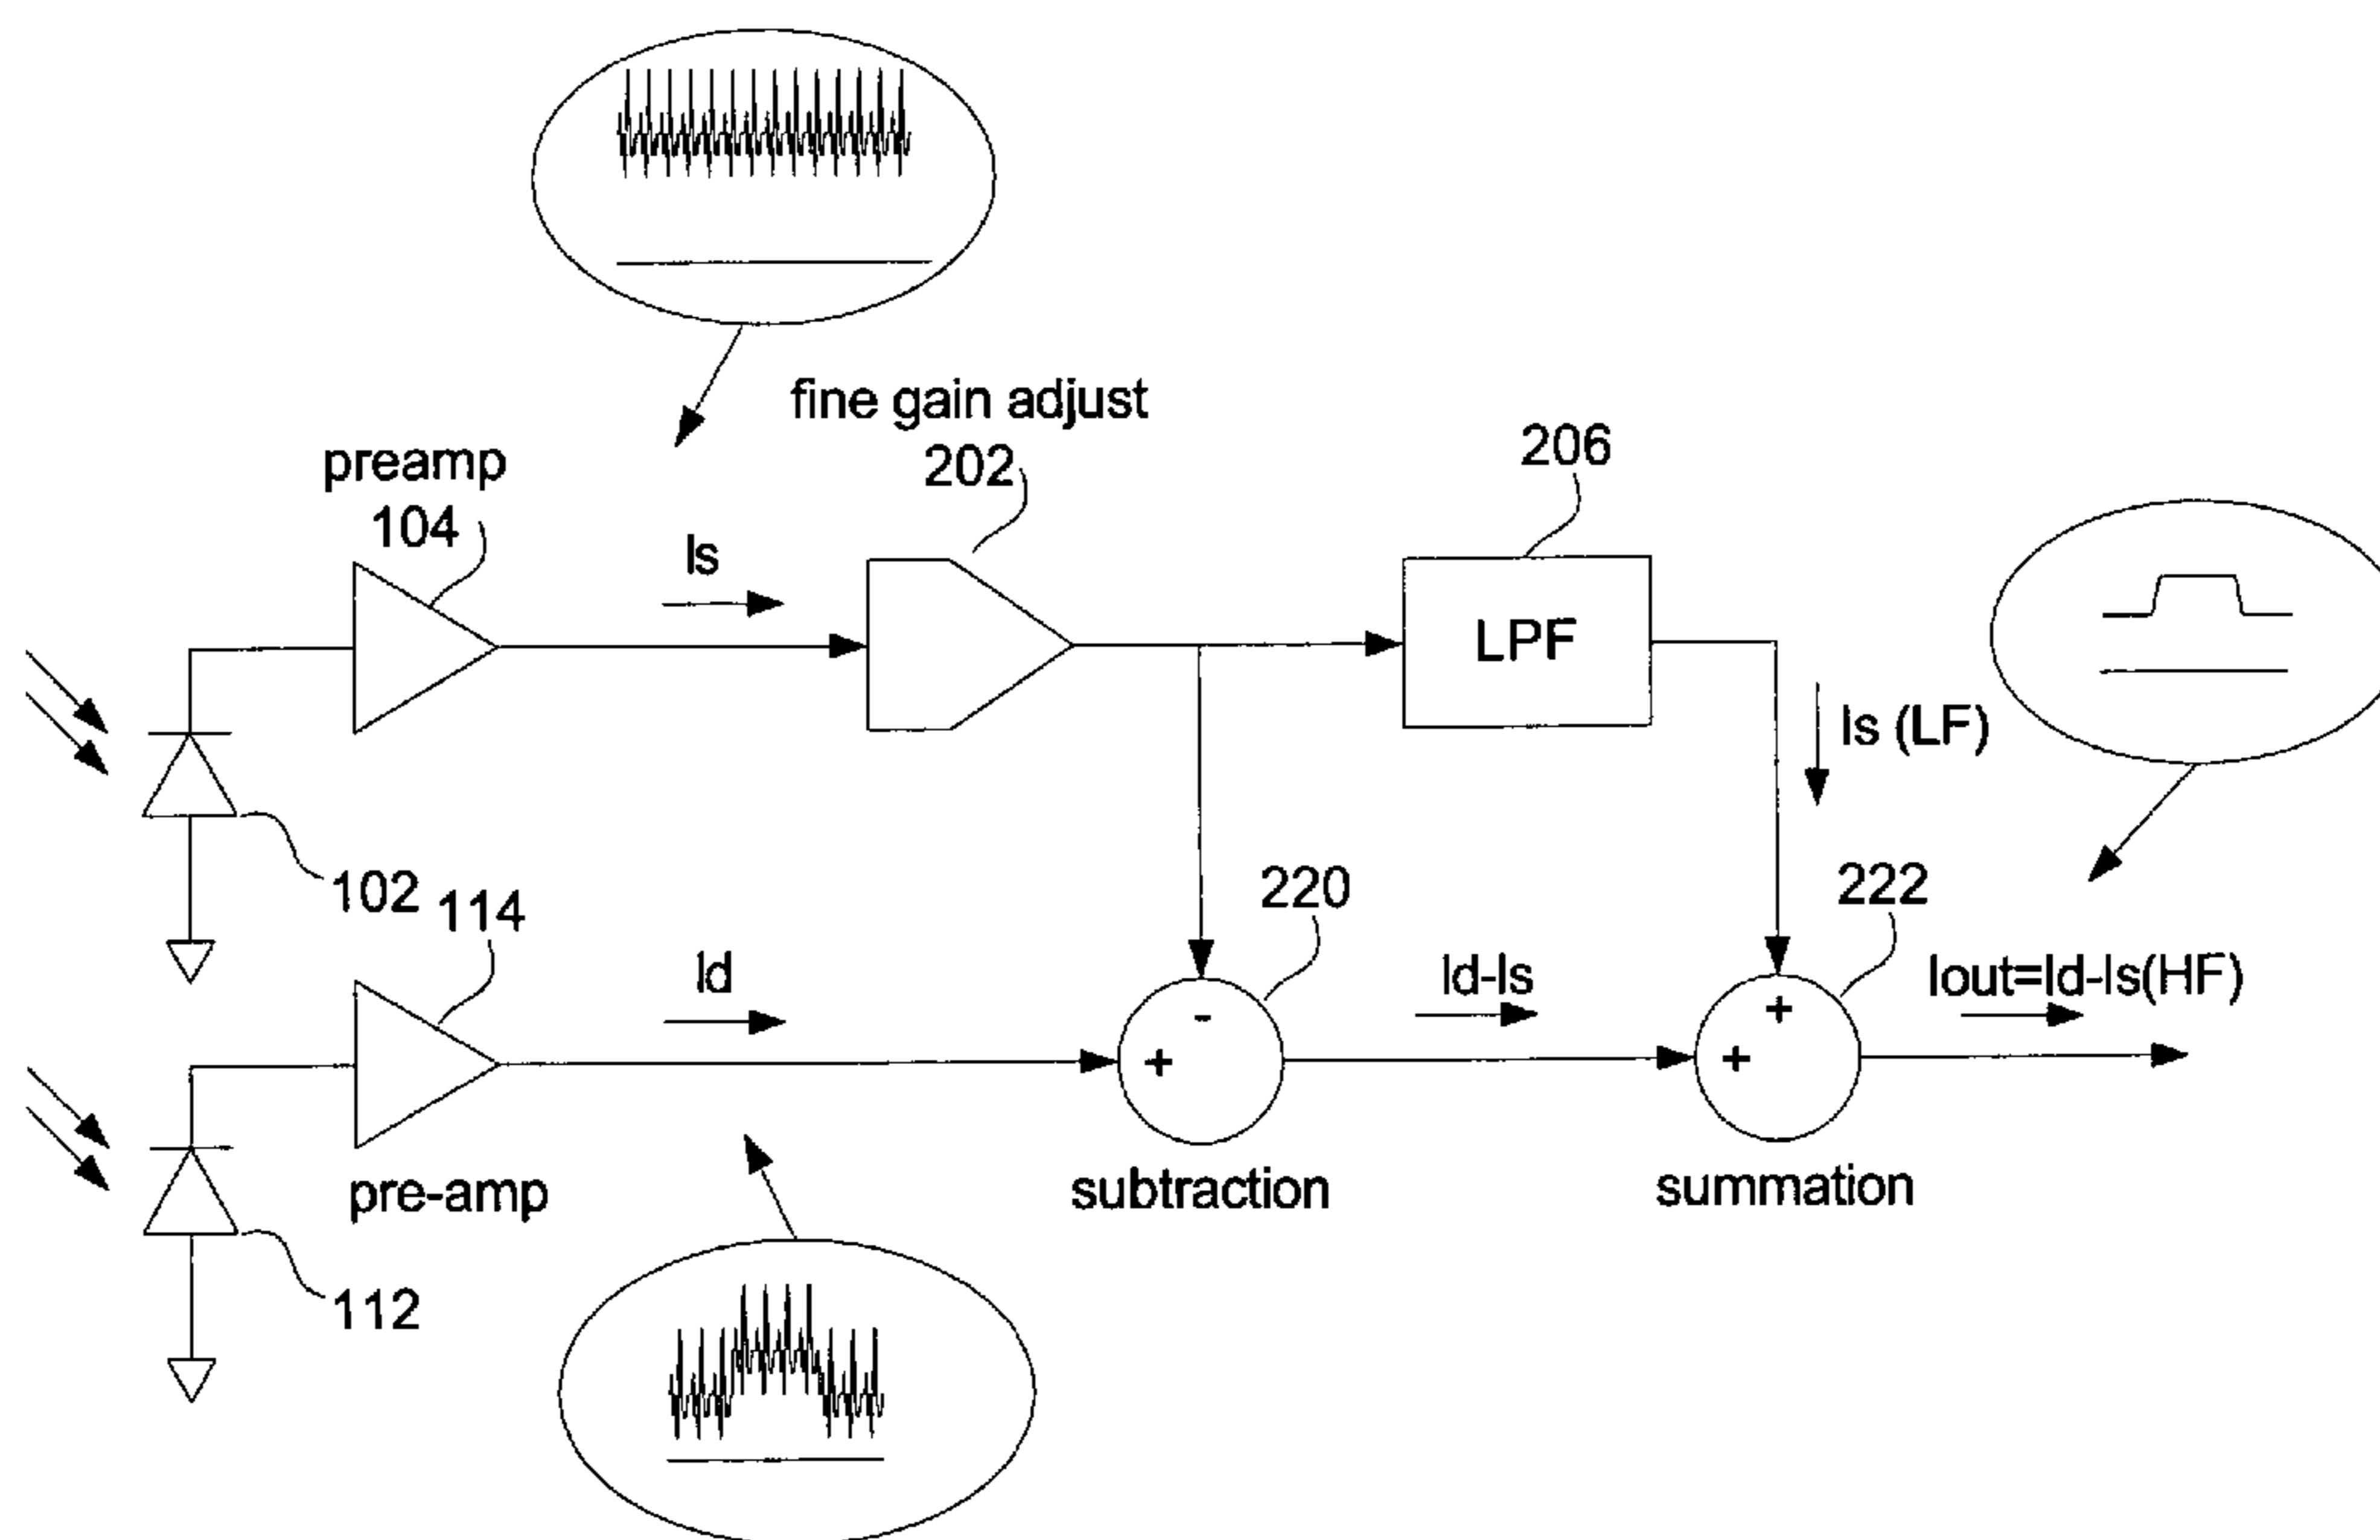 fine gain adjust
202
preamp
104
206
Is
LPF
Is (LF)
102
114
220
222
Id
Id-Is
Iout=Id-Is(HF)
-
+
+
+
pre-amp
subtraction
summation
112